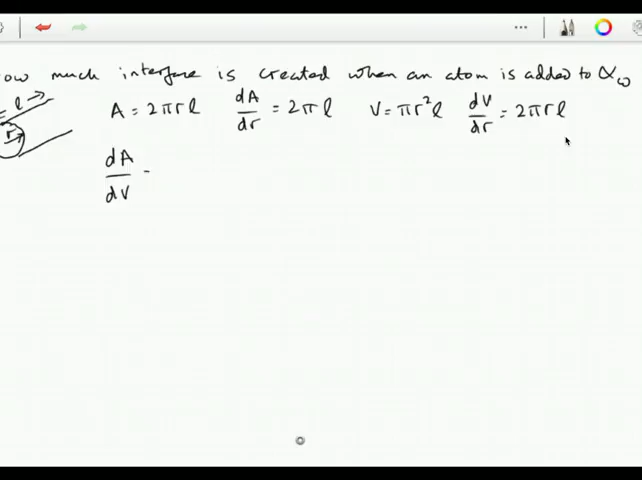 ow much interface is created when an atom is added to αω
l → A = 2πrl dA/dr = 2πl V = πr²l dV/dr = 2πrl
r
dA/dV -